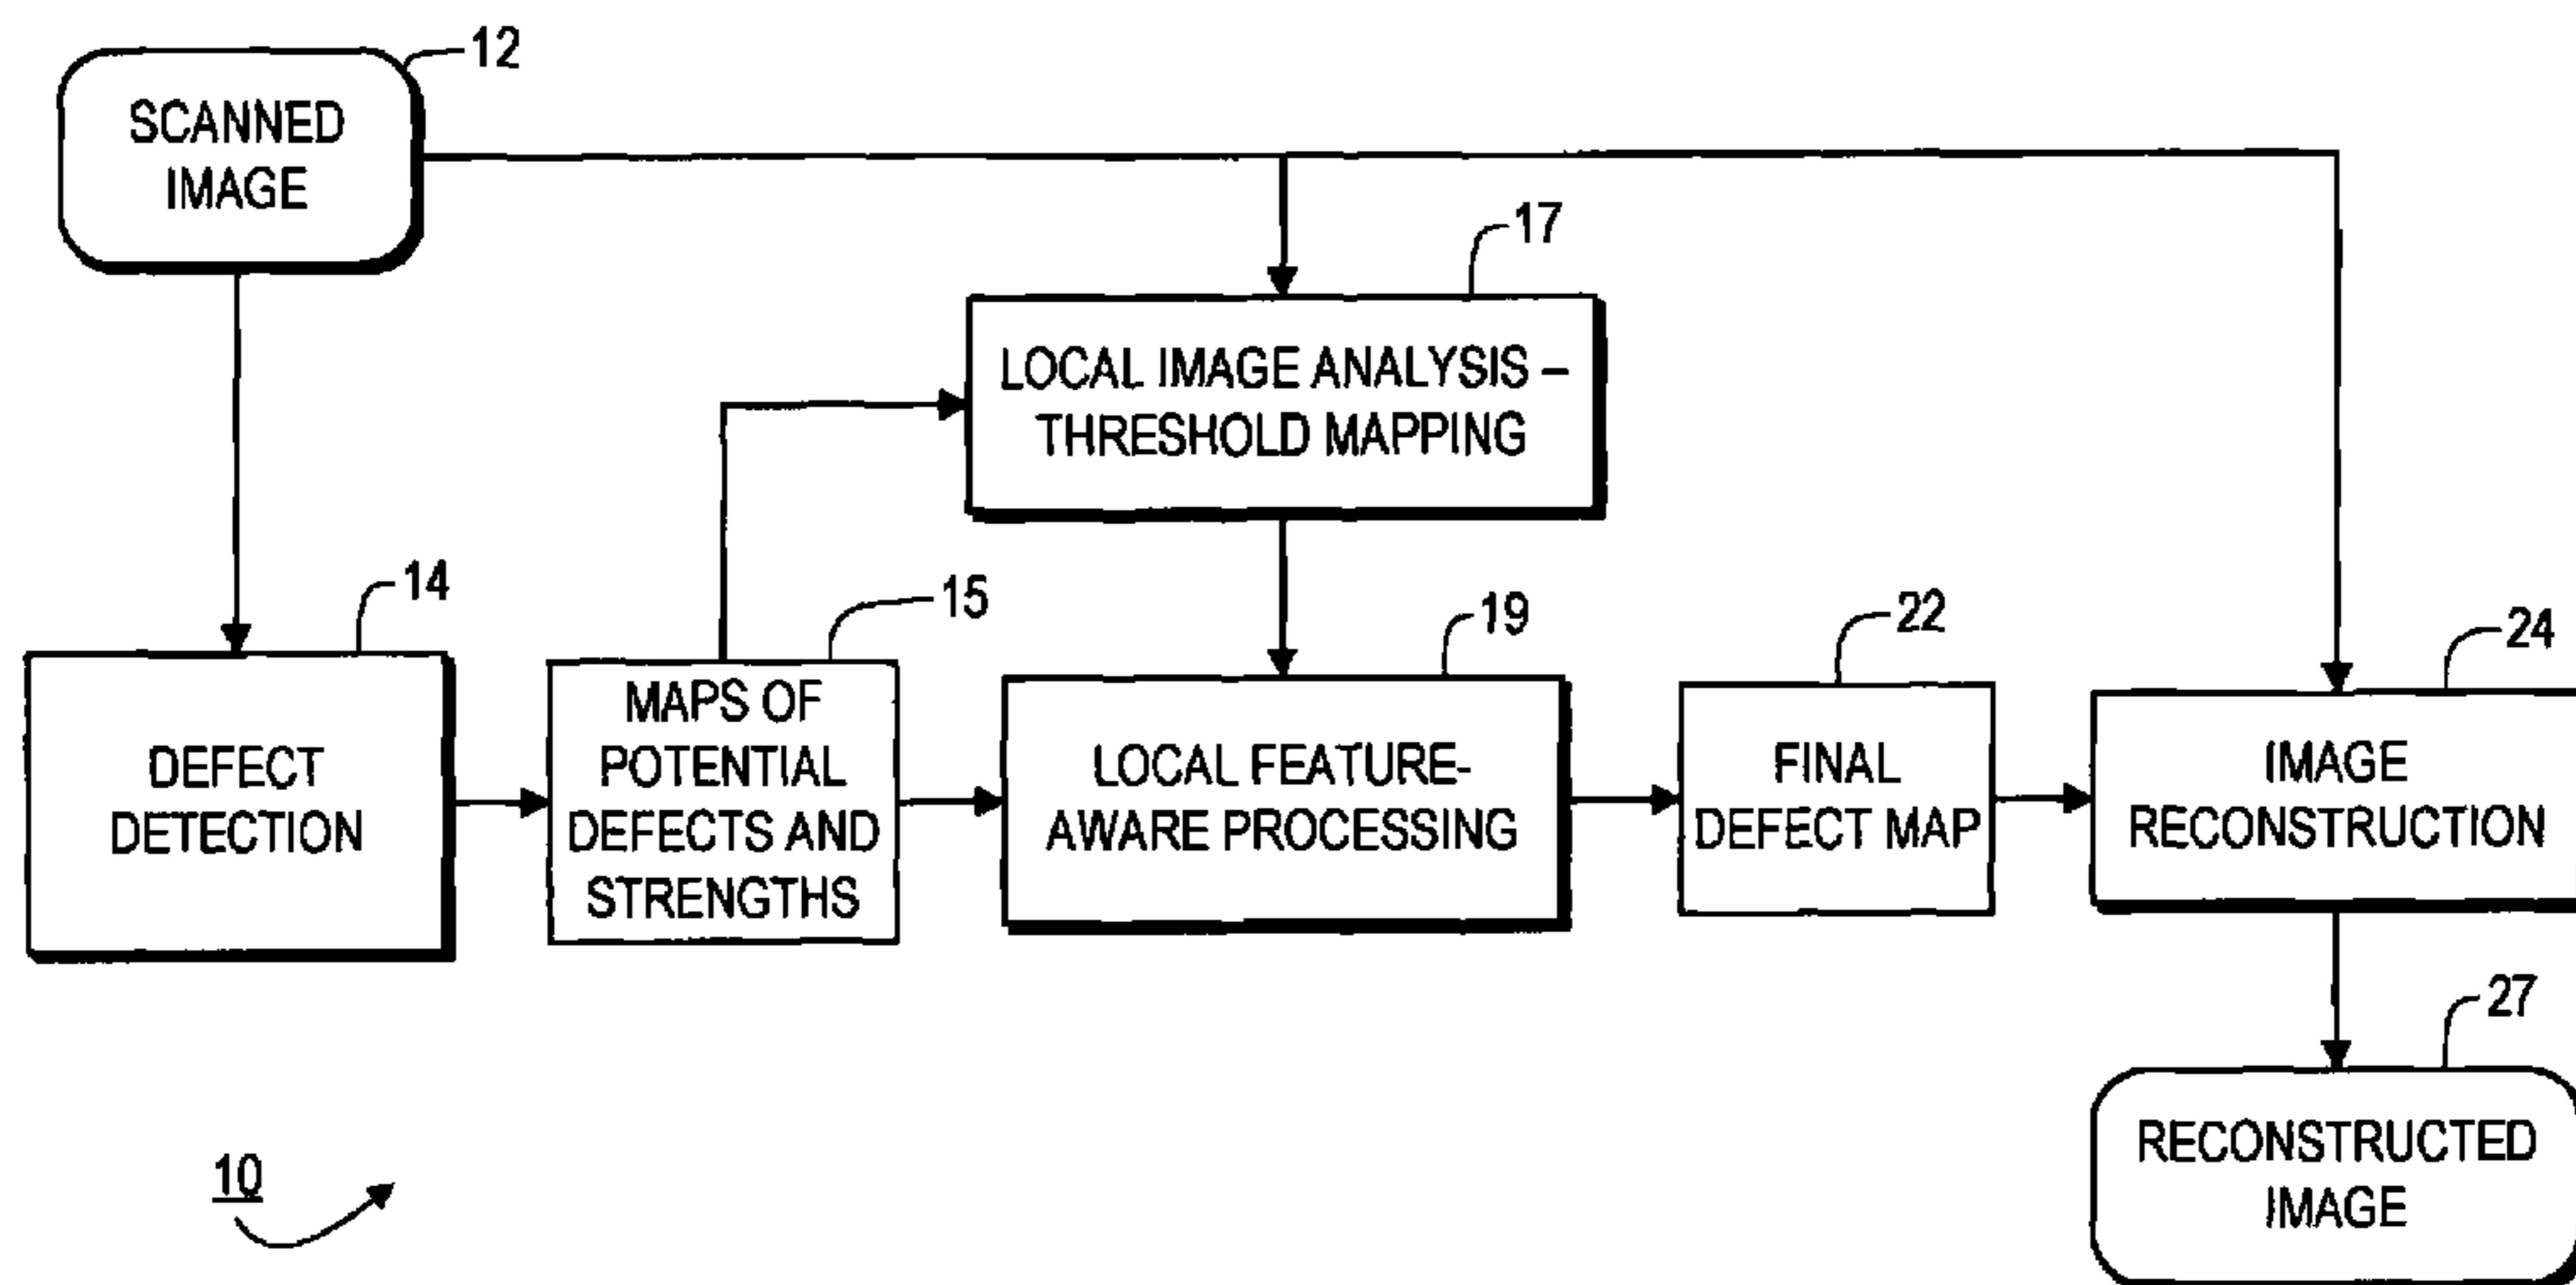 12
SCANNED
IMAGE
17
LOCAL IMAGE ANALYSIS –
THRESHOLD MAPPING
14
DEFECT
DETECTION
15
MAPS OF
POTENTIAL
DEFECTS AND
STRENGTHS
19
LOCAL FEATURE-
AWARE PROCESSING
22
FINAL
DEFECT MAP
24
IMAGE
RECONSTRUCTION
27
RECONSTRUCTED
IMAGE
10